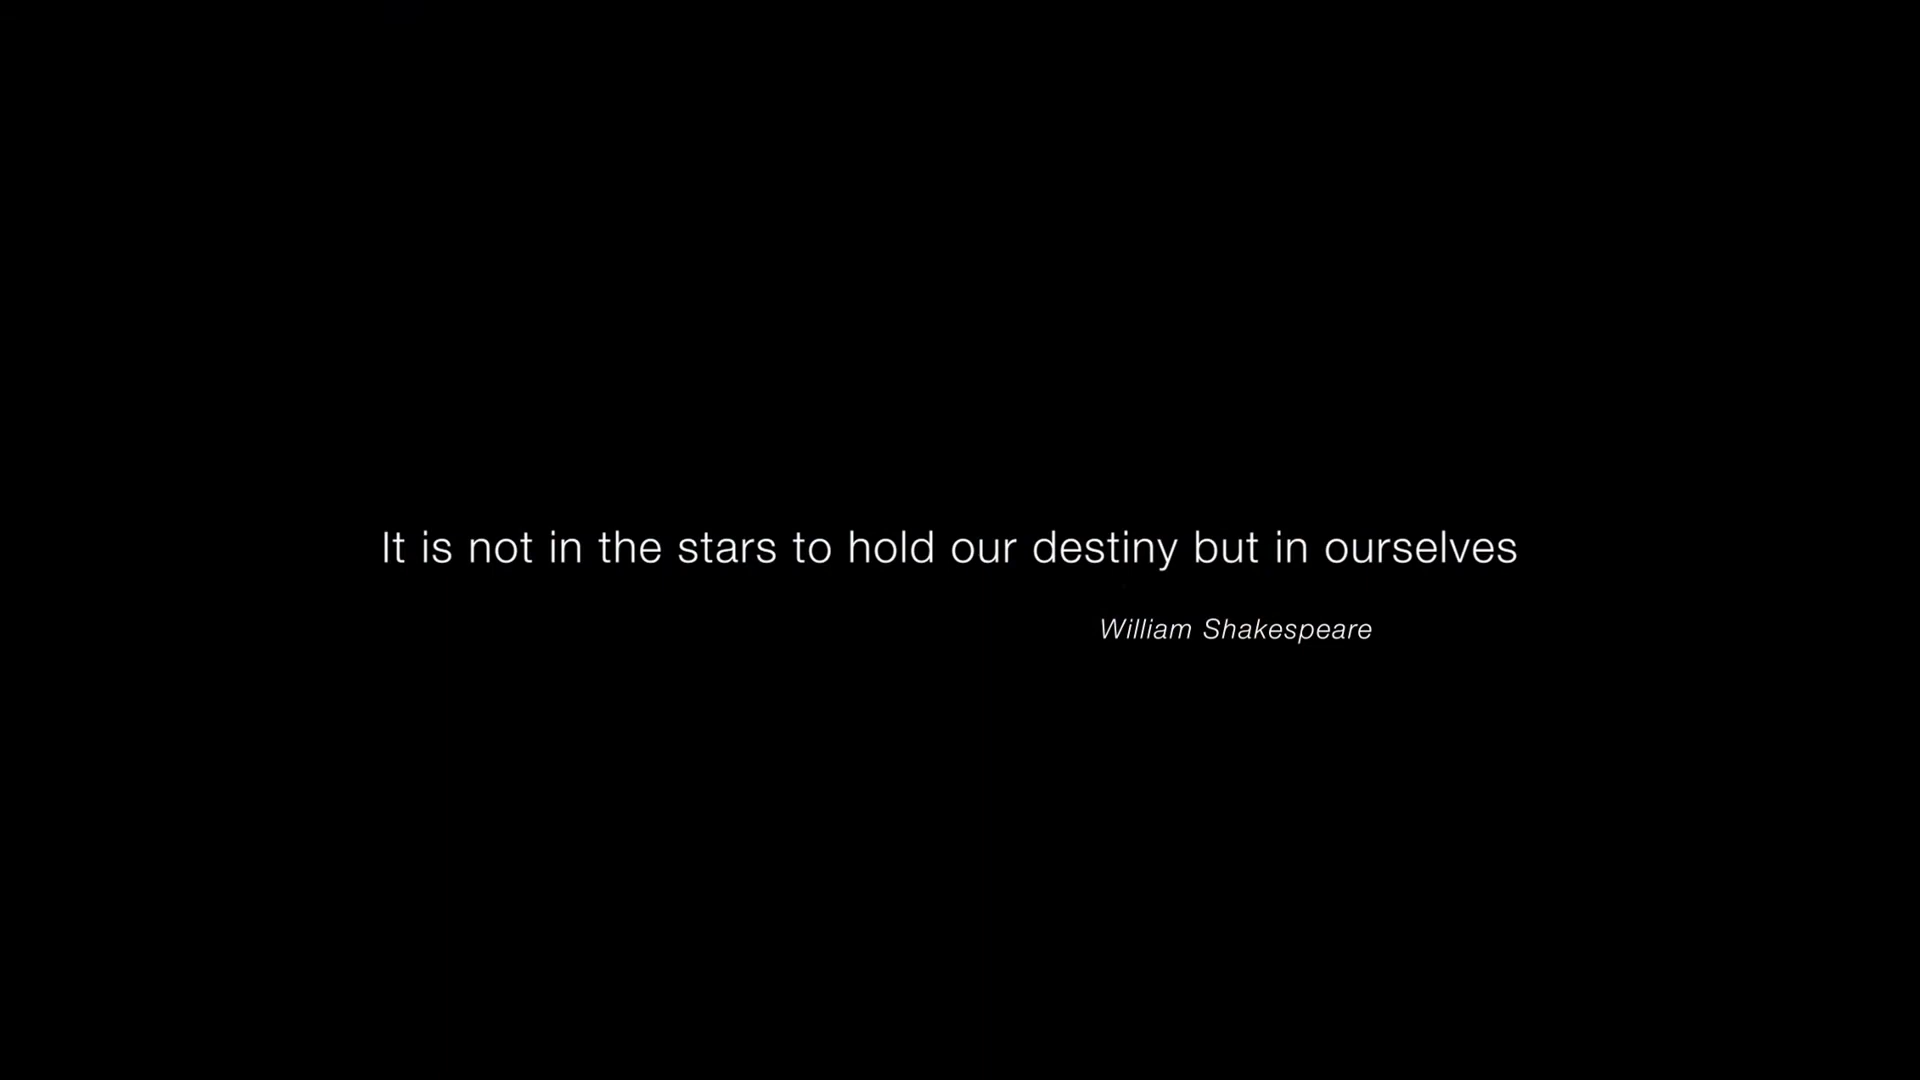 It is not in the stars to hold our destiny but in ourselves
William Shakespeare